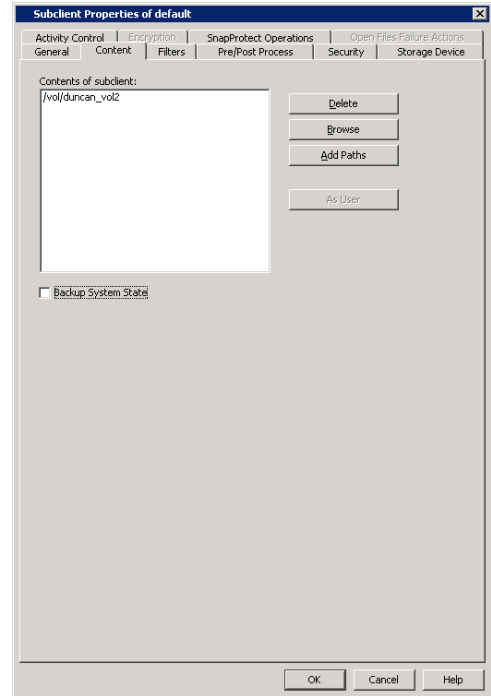 Subclient Properties of default
Activity Control Encryption SnapProtect Operations Open Files Failure Actions
General Content Filters Pre/Post Process Security Storage Device
Contents of subclient:
/vol/duncan_vol2
Delete
Browse
Add Paths
As User
Backup System State
OK Cancel Help